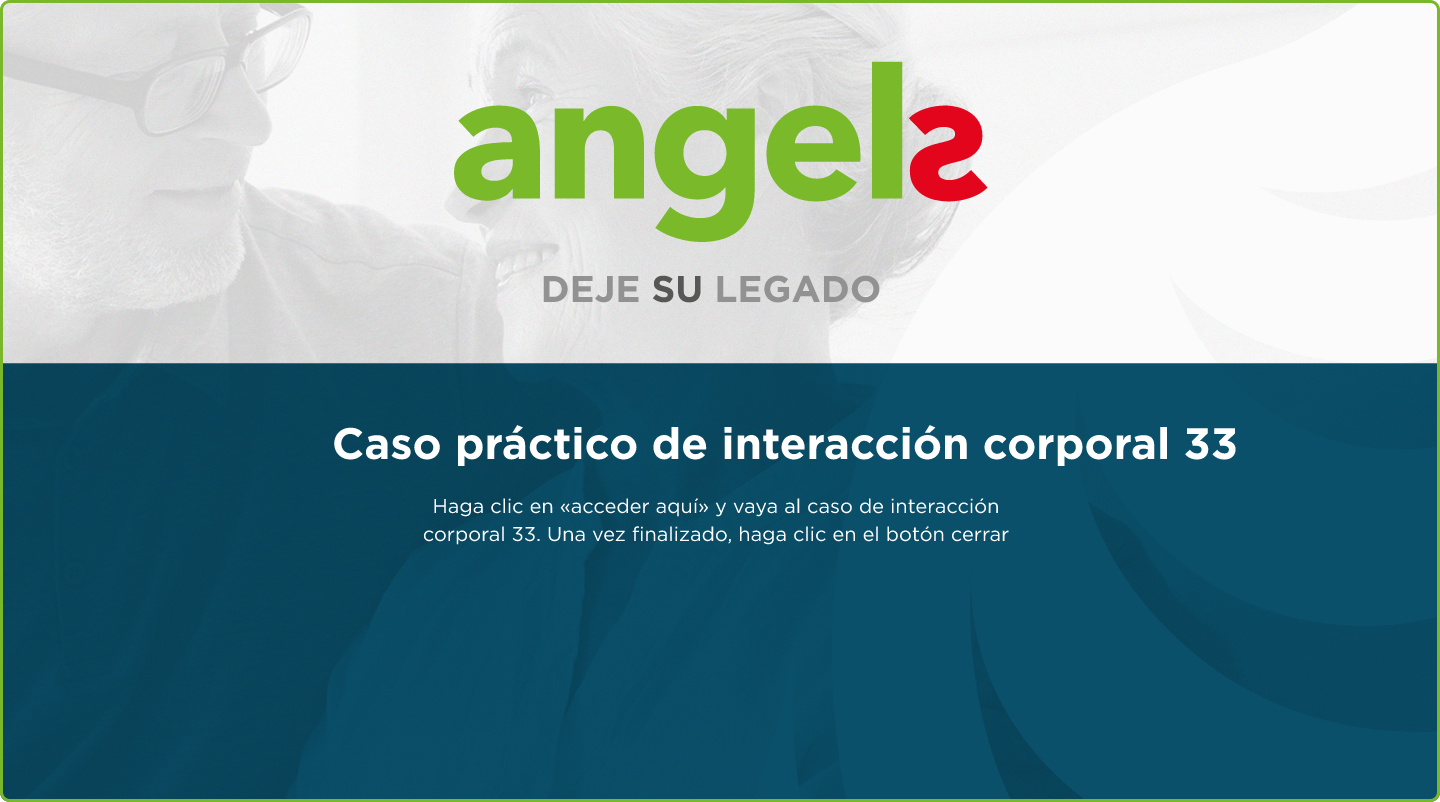 angels
DEJE SU LEGADO
Caso práctico de interacción corporal 33
Haga clic en «acceder aquí» y vaya al caso de interacción
corporal 33. Una vez finalizado, haga clic en el botón cerrar